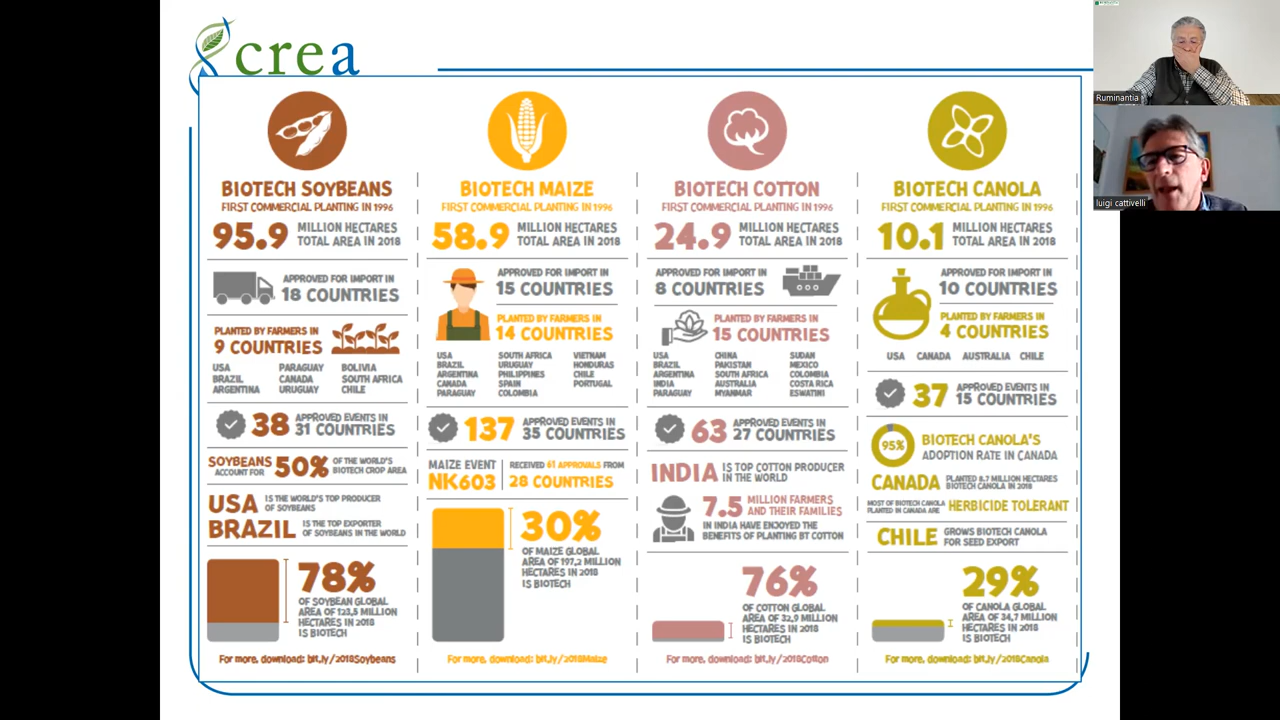 crea
BIOTECH SOYBEANS
FIRST COMMERCIAL PLANTING IN 1996
95.9 MILLION HECTARES
TOTAL AREA IN 2018
APPROVED FOR IMPORT IN
18 COUNTRIES
PLANTED BY FARMERS IN
9 COUNTRIES
USA
BRAZIL
ARGENTINA
PARAGUAY
CANADA
URUGUAY
BOLIVIA
SOUTH AFRICA
CHILE
38 APPROVED EVENTS IN
31 COUNTRIES
SOYBEANS
ACCOUNT FOR 50% OF THE WORLD'S
BIOTECH CROP AREA
USA IS THE WORLD'S TOP PRODUCER
OF SOYBEANS
BRAZIL IS THE TOP EXPORTER
OF SOYBEANS IN THE WORLD
78%
OF SOYBEAN GLOBAL
AREA OF 123,5 MILLION
HECTARES IN 2018
IS BIOTECH
For more, download: bit.ly/2018Soybeans
BIOTECH MAIZE
FIRST COMMERCIAL PLANTING IN 1996
58.9 MILLION HECTARES
TOTAL AREA IN 2018
APPROVED FOR IMPORT IN
15 COUNTRIES
PLANTED BY FARMERS IN
14 COUNTRIES
USA
BRAZIL
ARGENTINA
CANADA
PARAGUAY
SOUTH AFRICA
URUGUAY
PHILIPPINES
SPAIN
COLOMBIA
VIETNAM
HONDURAS
CHILE
PORTUGAL
137 APPROVED EVENTS IN
35 COUNTRIES
MAIZE EVENT
NK603
RECEIVED 61 APPROVALS FROM
28 COUNTRIES
30%
OF MAIZE GLOBAL
AREA OF 197,2 MILLION
HECTARES IN 2018
IS BIOTECH
For more, download: bit.ly/2018Maize
BIOTECH COTTON
FIRST COMMERCIAL PLANTING IN 1996
24.9 MILLION HECTARES
TOTAL AREA IN 2018
APPROVED FOR IMPORT IN
8 COUNTRIES
PLANTED BY FARMERS IN
15 COUNTRIES
USA
BRAZIL
ARGENTINA
INDIA
PARAGUAY
CHINA
PAKISTAN
SOUTH AFRICA
AUSTRALIA
MYANMAR
SUDAN
MEXICO
COLOMBIA
COSTA RICA
ESWATINI
63 APPROVED EVENTS IN
27 COUNTRIES
INDIA IS TOP COTTON PRODUCER
IN THE WORLD
7.5 MILLION FARMERS
AND THEIR FAMILIES
IN INDIA HAVE ENJOYED THE
BENEFITS OF PLANTING BT COTTON
76%
OF COTTON GLOBAL
AREA OF 32,9 MILLION
HECTARES IN 2018
IS BIOTECH
For more, download: bit.ly/2018Cotton
BIOTECH CANOLA
FIRST COMMERCIAL PLANTING IN 1996
10.1 MILLION HECTARES
TOTAL AREA IN 2018
APPROVED FOR IMPORT IN
10 COUNTRIES
PLANTED BY FARMERS IN
4 COUNTRIES
USA CANADA AUSTRALIA CHILE
37 APPROVED EVENTS IN
15 COUNTRIES
95% BIOTECH CANOLA'S
ADOPTION RATE IN CANADA
CANADA PLANTED 8.7 MILLION HECTARES
BIOTECH CANOLA IN 2018
MOST OF BIOTECH CANOLA
PLANTED IN CANADA ARE HERBICIDE TOLERANT
CHILE GROWS BIOTECH CANOLA
FOR SEED EXPORT
29%
OF CANOLA GLOBAL
AREA OF 34,7 MILLION
HECTARES IN 2018
IS BIOTECH
For more, download: bit.ly/2018Canola
Ruminantia
luigi cattivelli